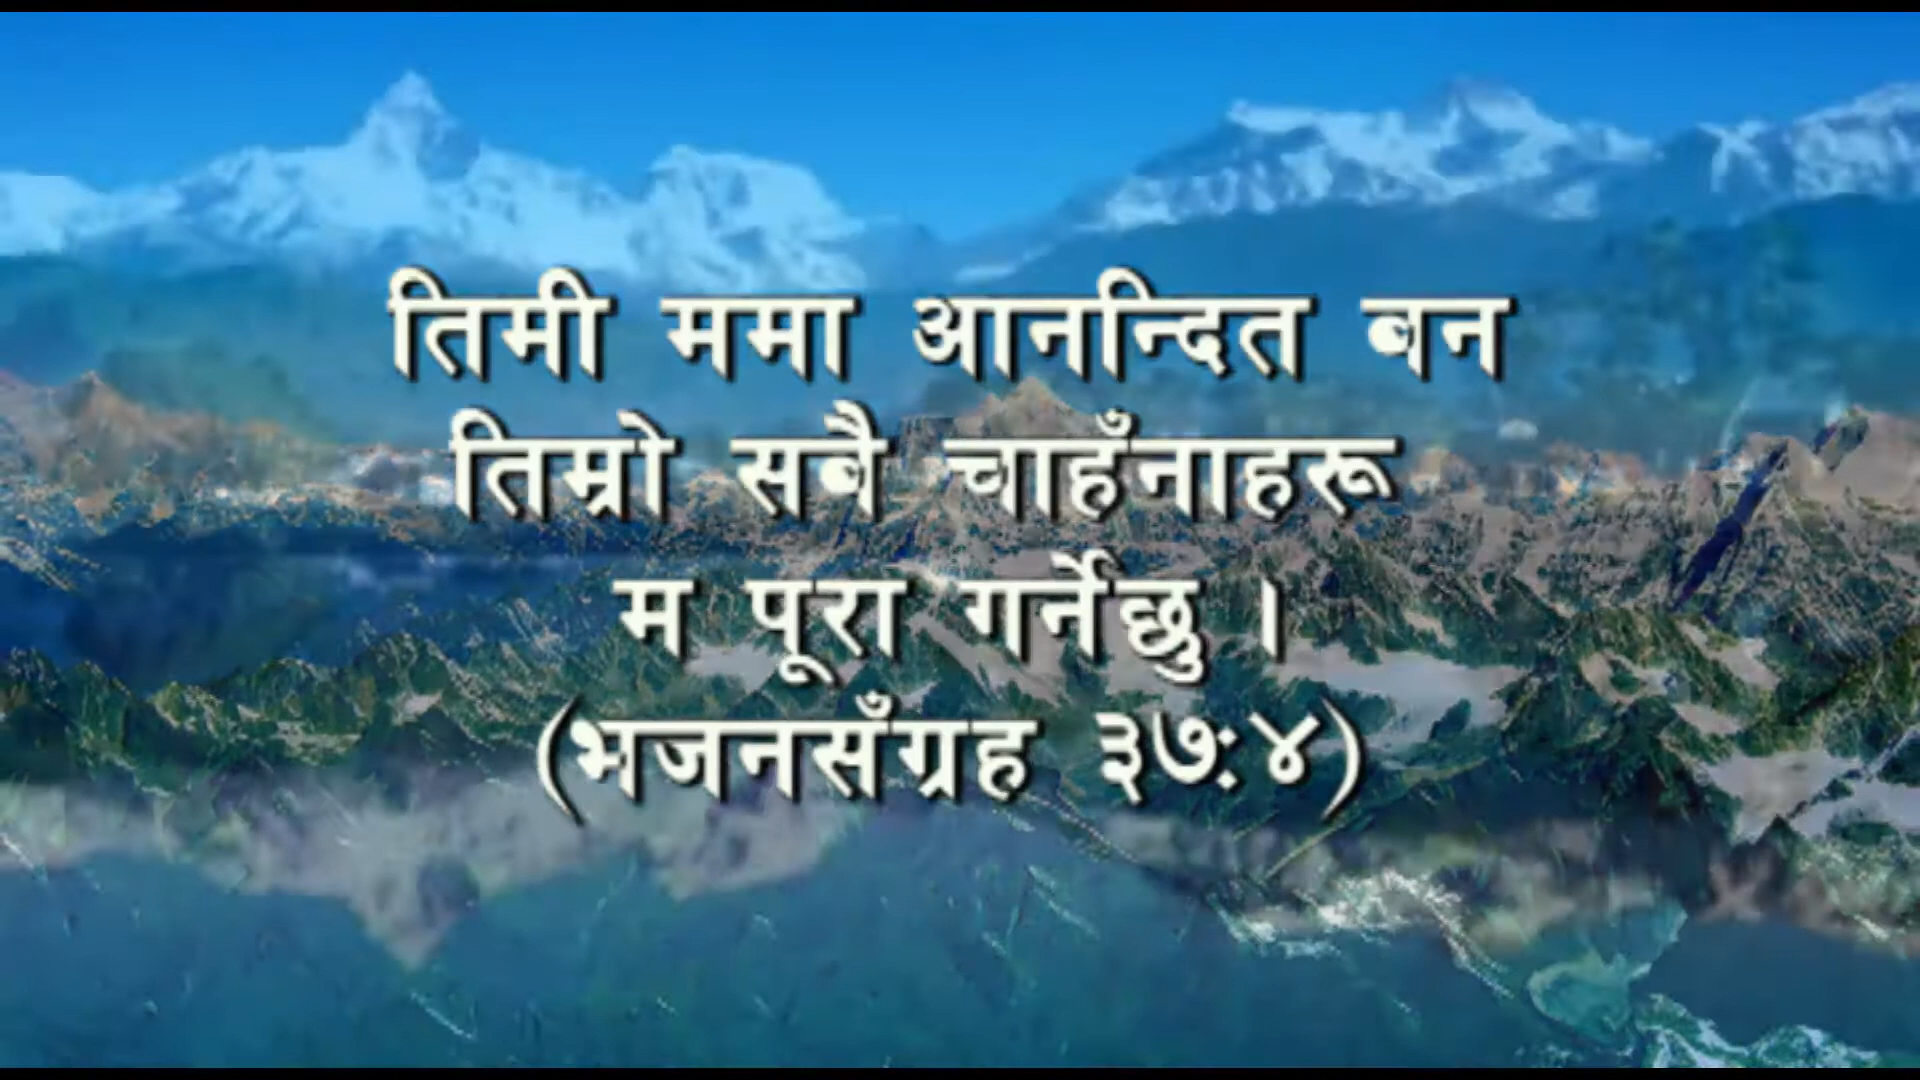 तिमी ममा आनन्दित बन
तिम्रो सबै चाहँनाहरू
म पूरा गर्नेछु ।
(भजनसँग्रह ३७:४)